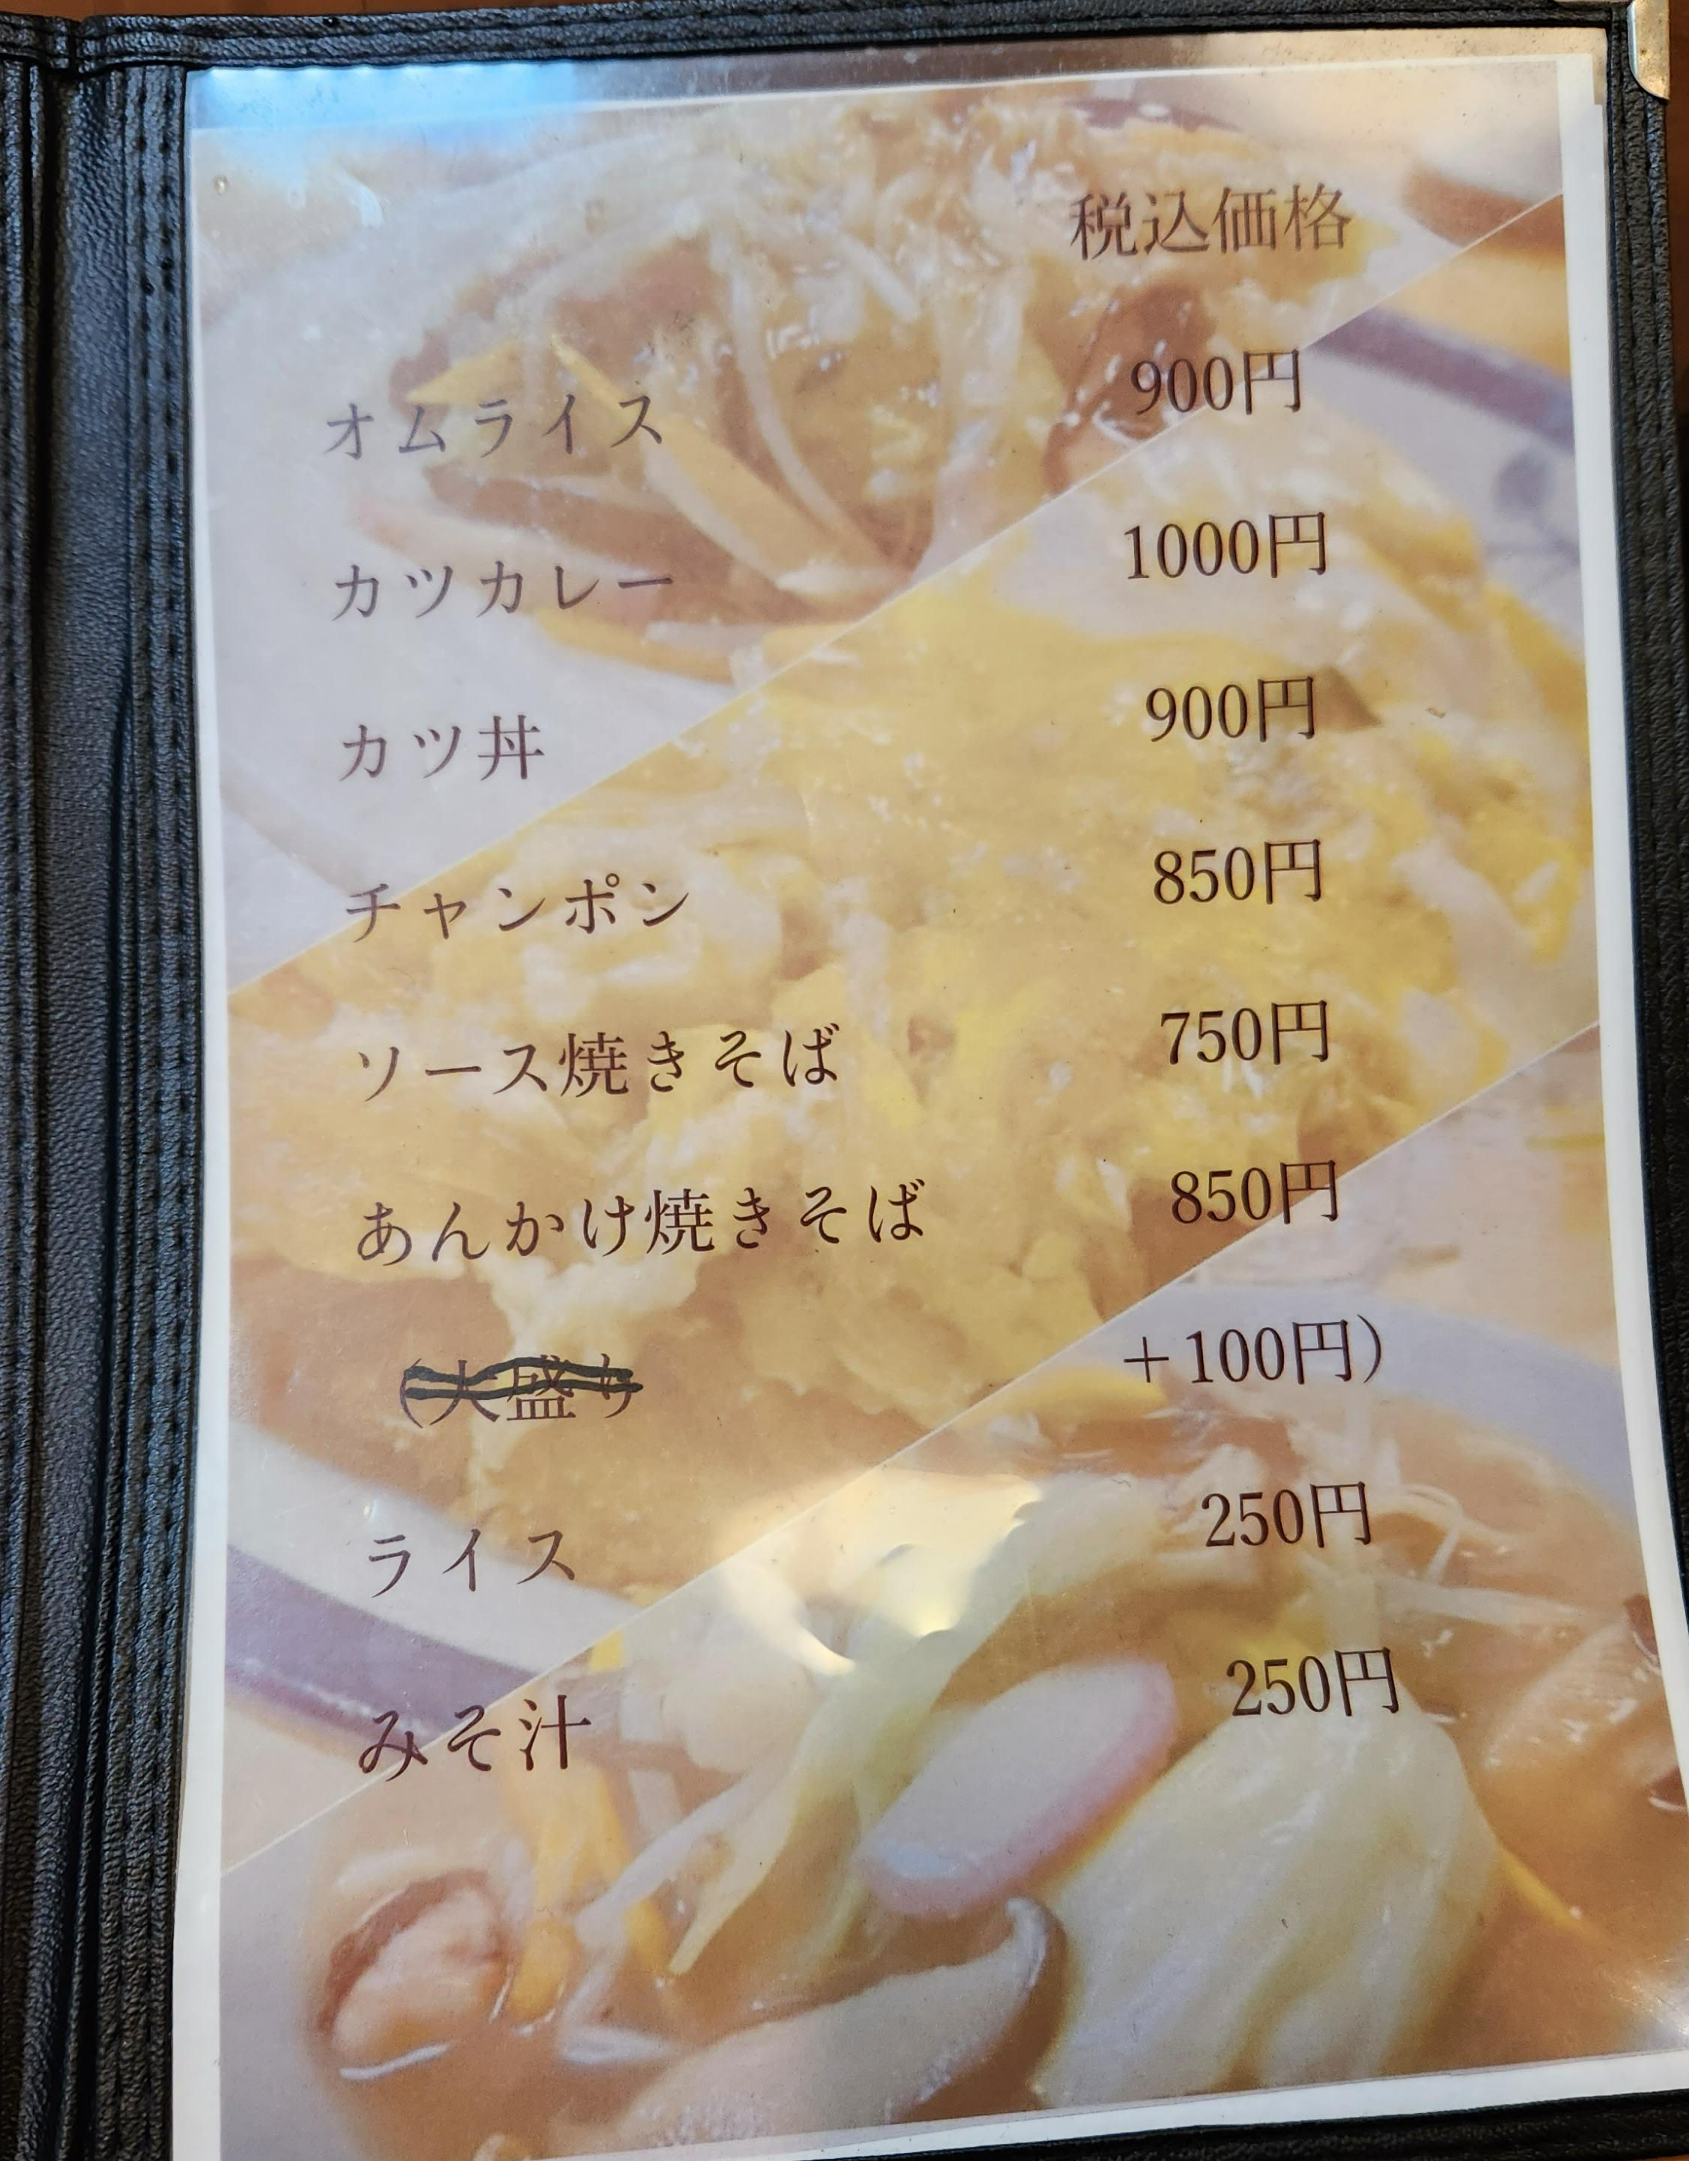 税込価格
オムライス 900円
カツカレー 1000円
カツ丼 900円
チャンポン 850円
ソース焼きそば 750円
あんかけ焼きそば 850円
(大盛り +100円)
ライス 250円
みそ汁 250円